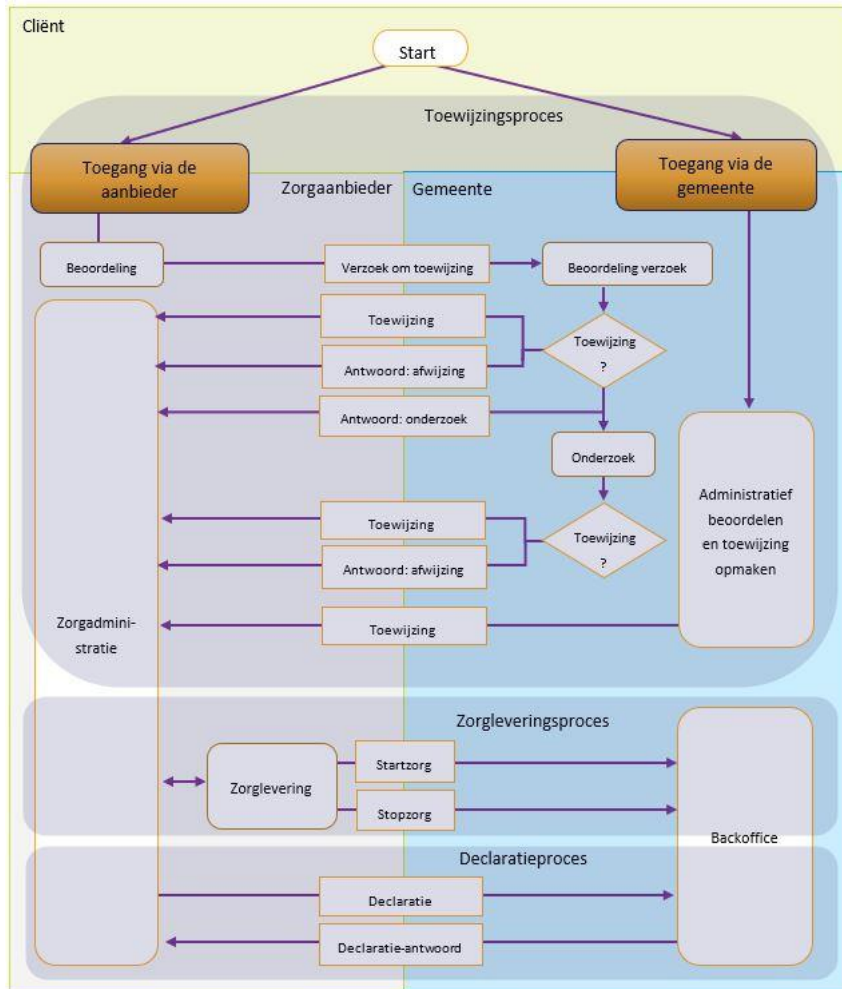 Cliënt
Start
Toewijzingsproces
Toegang via de
aanbieder
Toegang via de
gemeente
Zorgaanbieder
Gemeente
Beoordeling
Verzoek om toewijzing
Beoordeling verzoek
Toewijzing
Toewijzing
?
Antwoord: afwijzing
Antwoord: onderzoek
Onderzoek
Administratief
beoordelen
en toewijzing
opmaken
Toewijzing
Toewijzing
?
Antwoord: afwijzing
Toewijzing
Zorgadmini-
stratie
Zorgleveringsproces
Zorglevering
Startzorg
Stopzorg
Backoffice
Declaratieproces
Declaratie
Declaratie-antwoord